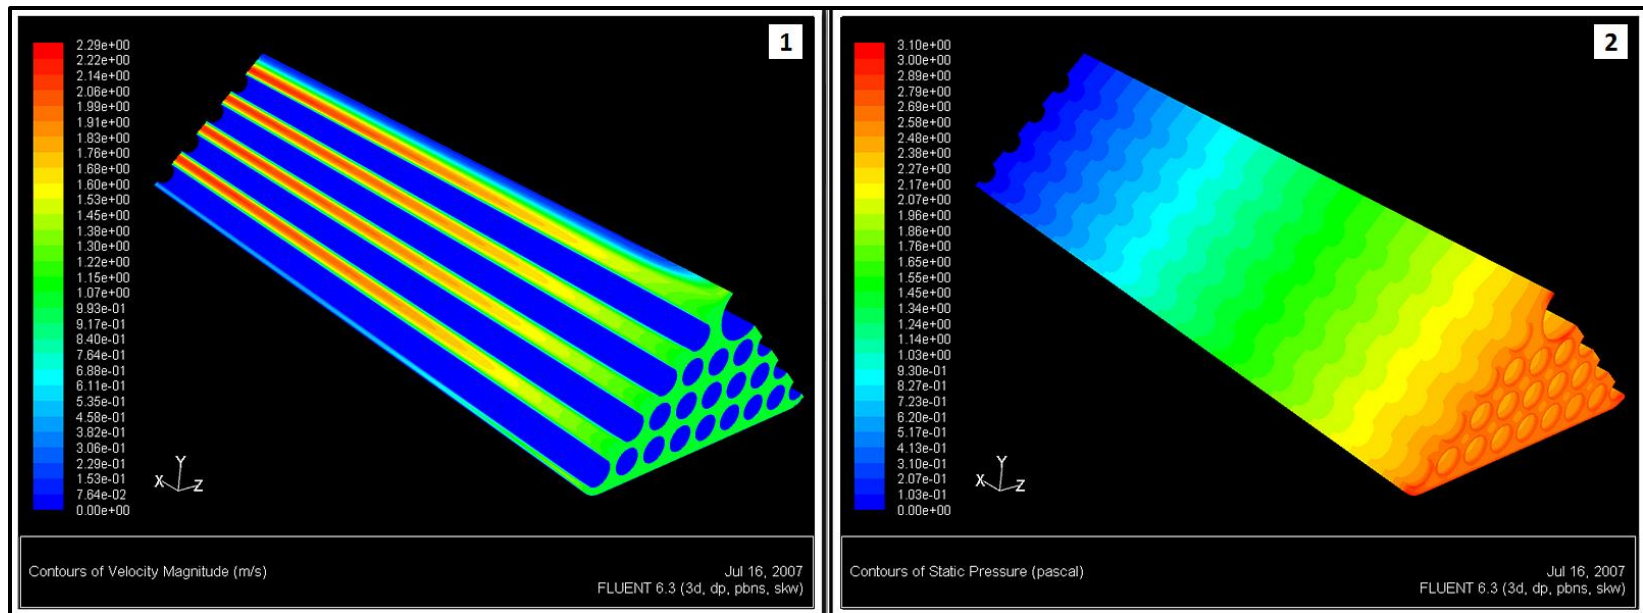 1
2.29e+00
2.22e+00
2.14e+00
2.06e+00
1.99e+00
1.91e+00
1.83e+00
1.76e+00
1.68e+00
1.60e+00
1.53e+00
1.45e+00
1.38e+00
1.30e+00
1.22e+00
1.15e+00
1.07e+00
9.93e-01
9.17e-01
8.40e-01
7.64e-01
6.88e-01
6.11e-01
5.35e-01
4.58e-01
3.82e-01
3.06e-01
2.29e-01
1.53e-01
7.64e-02
0.00e+00
Y
X
Z
Contours of Velocity Magnitude (m/s)
Jul 16, 2007
FLUENT 6.3 (3d, dp, pbns, skw)
2
3.10e+00
3.00e+00
2.89e+00
2.79e+00
2.69e+00
2.58e+00
2.48e+00
2.38e+00
2.27e+00
2.17e+00
2.07e+00
1.96e+00
1.86e+00
1.76e+00
1.65e+00
1.55e+00
1.45e+00
1.34e+00
1.24e+00
1.14e+00
1.03e+00
9.30e-01
8.27e-01
7.23e-01
6.20e-01
5.17e-01
4.13e-01
3.10e-01
2.07e-01
1.03e-01
0.00e+00
Y
X
Z
Contours of Static Pressure (pascal)
Jul 16, 2007
FLUENT 6.3 (3d, dp, pbns, skw)